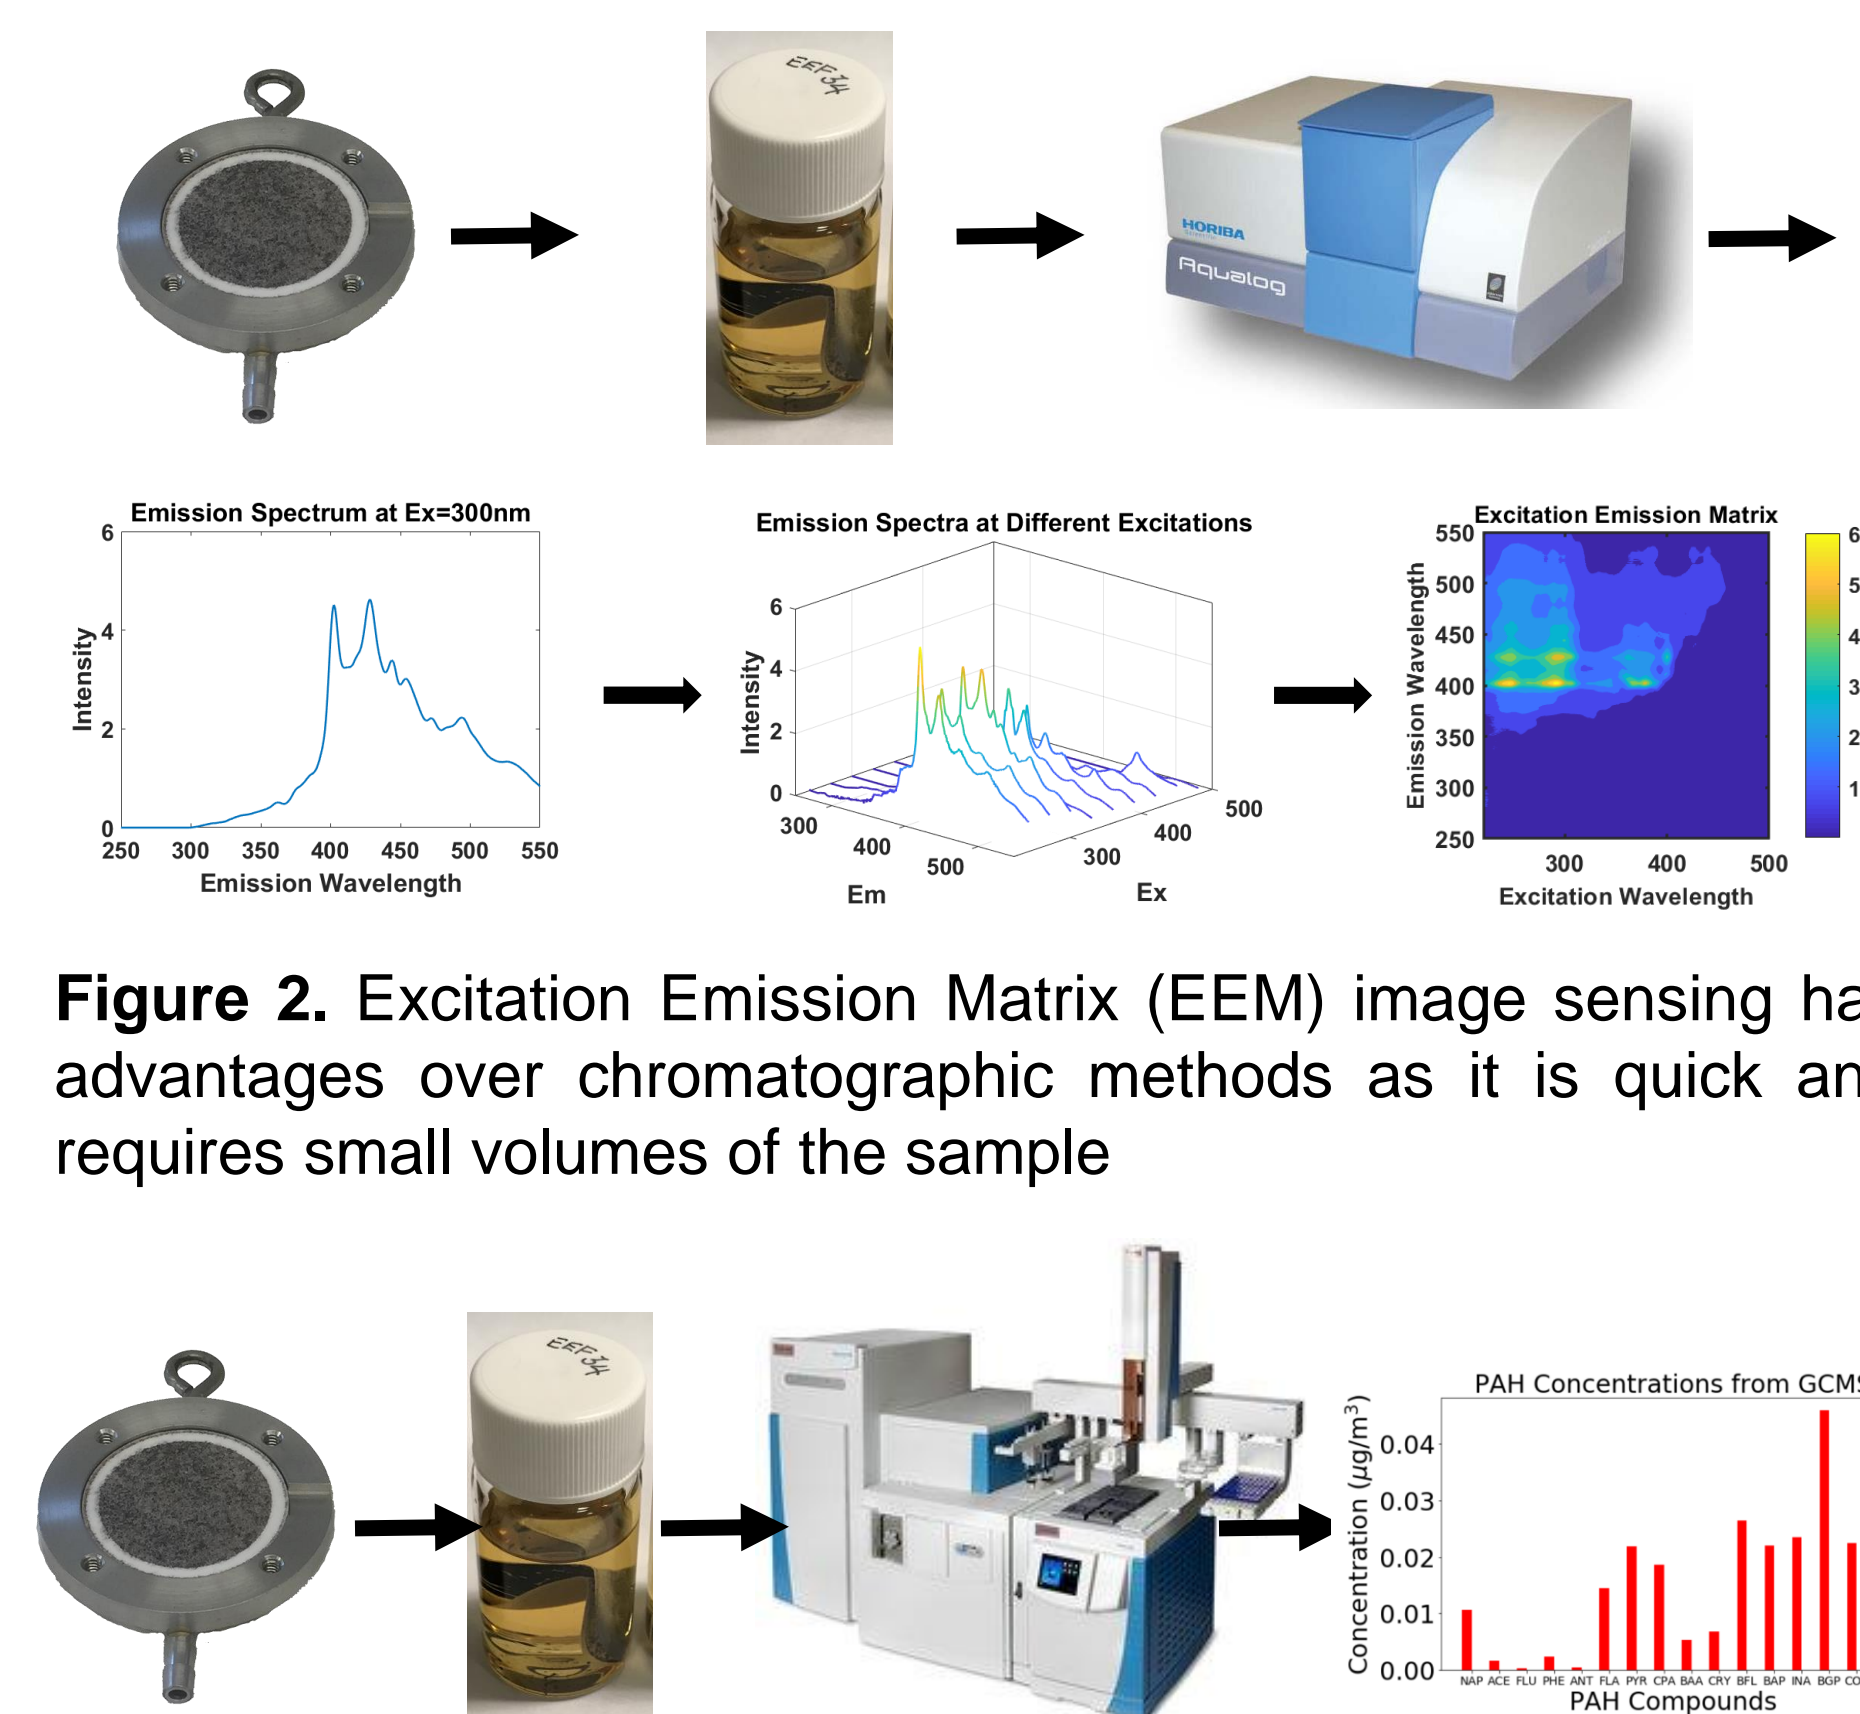 EEF34
HORIBA
Aqualog
Emission Spectrum at Ex=300nm
6
4
2
0
Intensity
250 300 350 400 450 500 550
Emission Wavelength
Emission Spectra at Different Excitations
6
4
2
0
Intensity
300 400 500
Em
300 400 500
Ex
Excitation Emission Matrix
550
500
450
400
350
300
250
Emission Wavelength
300 400 500
Excitation Wavelength
6
5
4
3
2
1
Figure 2. Excitation Emission Matrix (EEM) image sensing ha
advantages over chromatographic methods as it is quick an
requires small volumes of the sample
EEF34
PAH Concentrations from GCMS
Concentration (μg/m³)
0.04
0.03
0.02
0.01
0.00
NAP ACE FLU PHE ANT FLA PYR CPA BAA CRY BFL BAP INA BGP CO
PAH Compounds